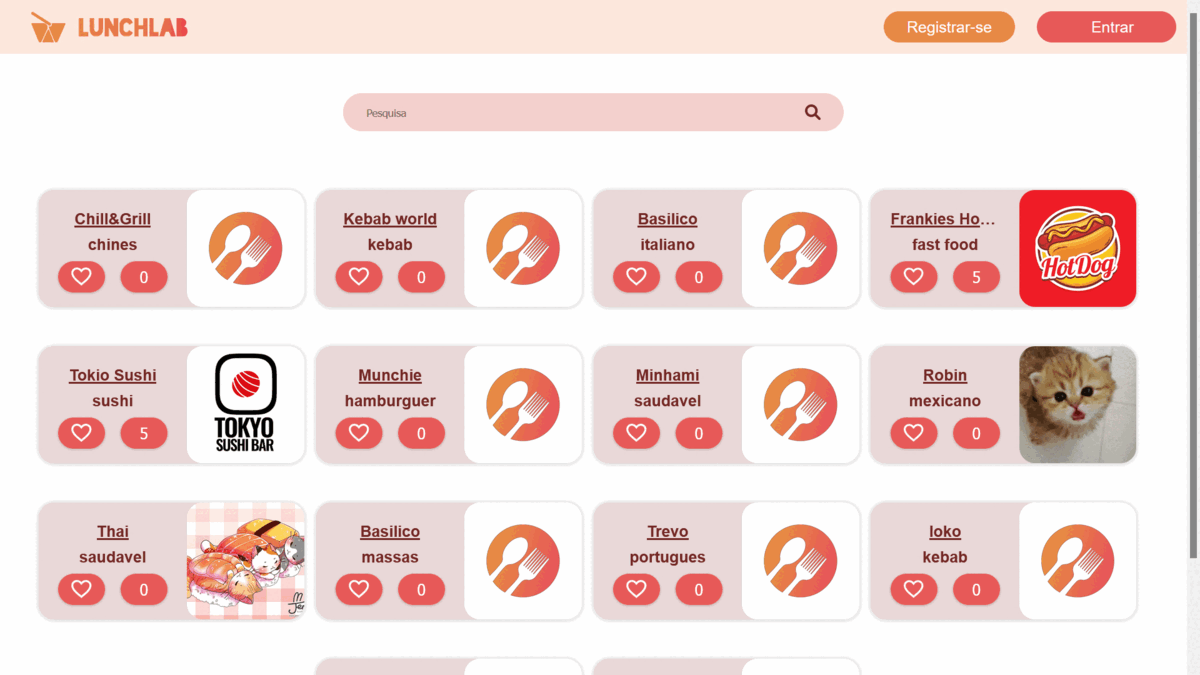 LUNCHLAB
Registrar-se
Entrar
Pesquisa
Chill&Grill
chines
0
Kebab world
kebab
0
Basilico
italiano
0
Frankies Ho...
fast food
5
HotDog
Tokio Sushi
sushi
5
TOKYO
SUSHI BAR
Munchie
hamburguer
0
Minhami
saudavel
0
Robin
mexicano
0
Thai
saudavel
0
Basilico
massas
0
Trevo
portugues
0
loko
kebab
0